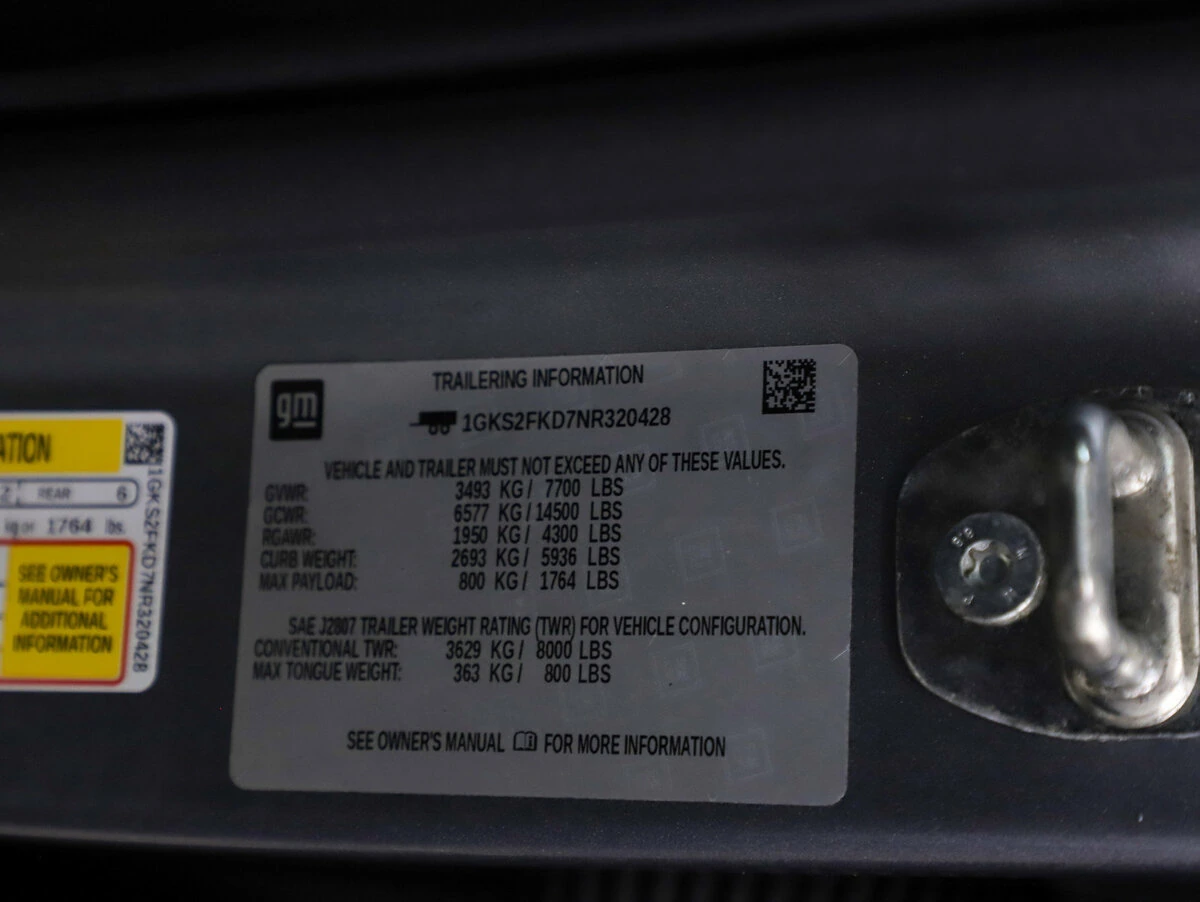 gm
TRAILERING INFORMATION
1GKS2FKD7NR320428
VEHICLE AND TRAILER MUST NOT EXCEED ANY OF THESE VALUES.
GVWR: 3493 KG / 7700 LBS
GCWR: 6577 KG / 14500 LBS
RGAWR: 1950 KG / 4300 LBS
CURB WEIGHT: 2693 KG / 5936 LBS
MAX PAYLOAD: 800 KG / 1764 LBS
SAE J2807 TRAILER WEIGHT RATING (TWR) FOR VEHICLE CONFIGURATION.
CONVENTIONAL TWR: 3629 KG / 8000 LBS
MAX TONGUE WEIGHT: 363 KG / 800 LBS
SEE OWNER'S MANUAL FOR MORE INFORMATION
ATION
REAR 6
kg or 1764 lbs.
SEE OWNER'S
MANUAL FOR
ADDITIONAL
INFORMATION
1GKS2FKD7NR320428